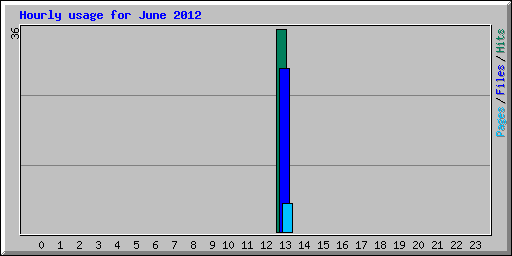 Hourly usage for June 2012
36
Pages/Files/Hits
0 1 2 3 4 5 6 7 8 9 10 11 12 13 14 15 16 17 18 19 20 21 22 23